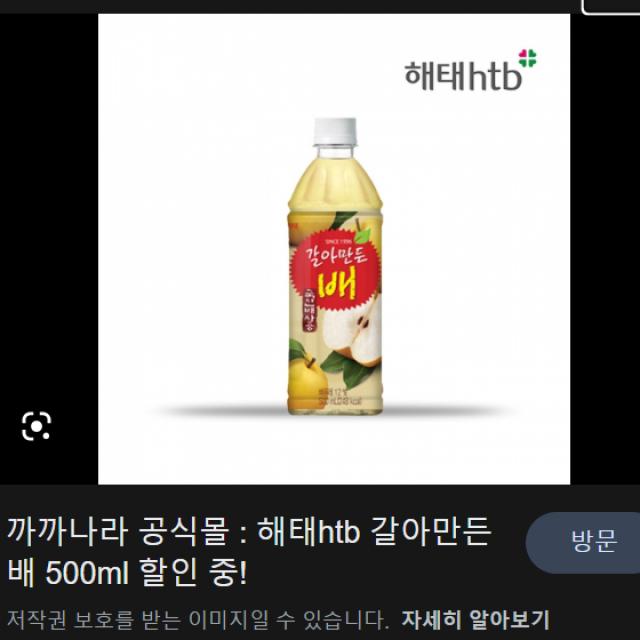 해태htb
SINCE 1996
갈아만든
배
까까나라 공식몰 : 해태htb 갈아만든
배 500ml 할인 중!
방문
저작권 보호를 받는 이미지일 수 있습니다. 자세히 알아보기